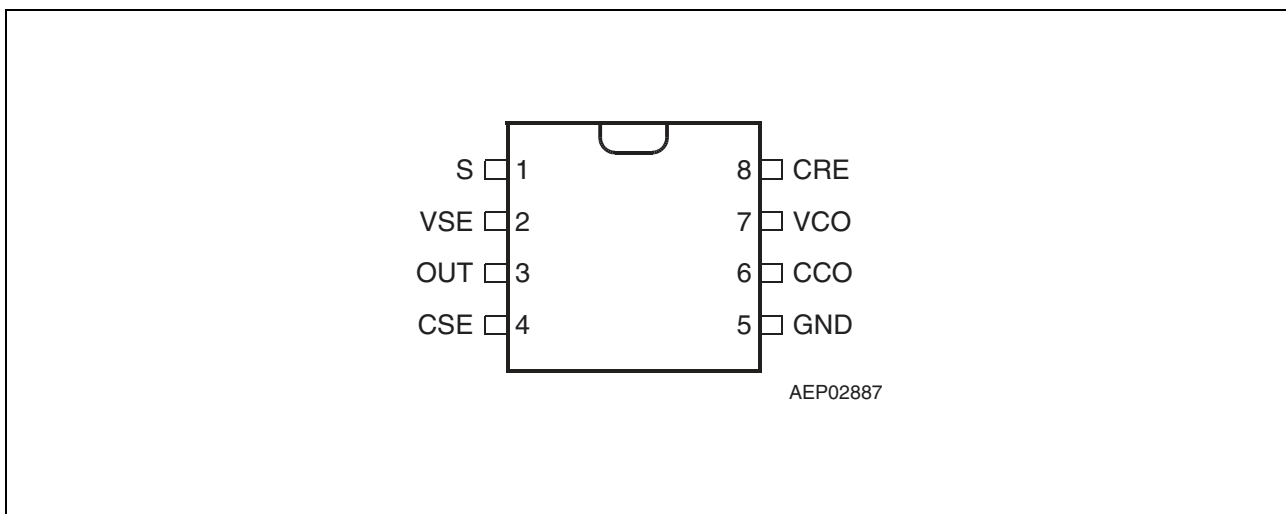 S 1 8 CRE
VSE 2 7 VCO
OUT 3 6 CCO
CSE 4 5 GND
AEP02887